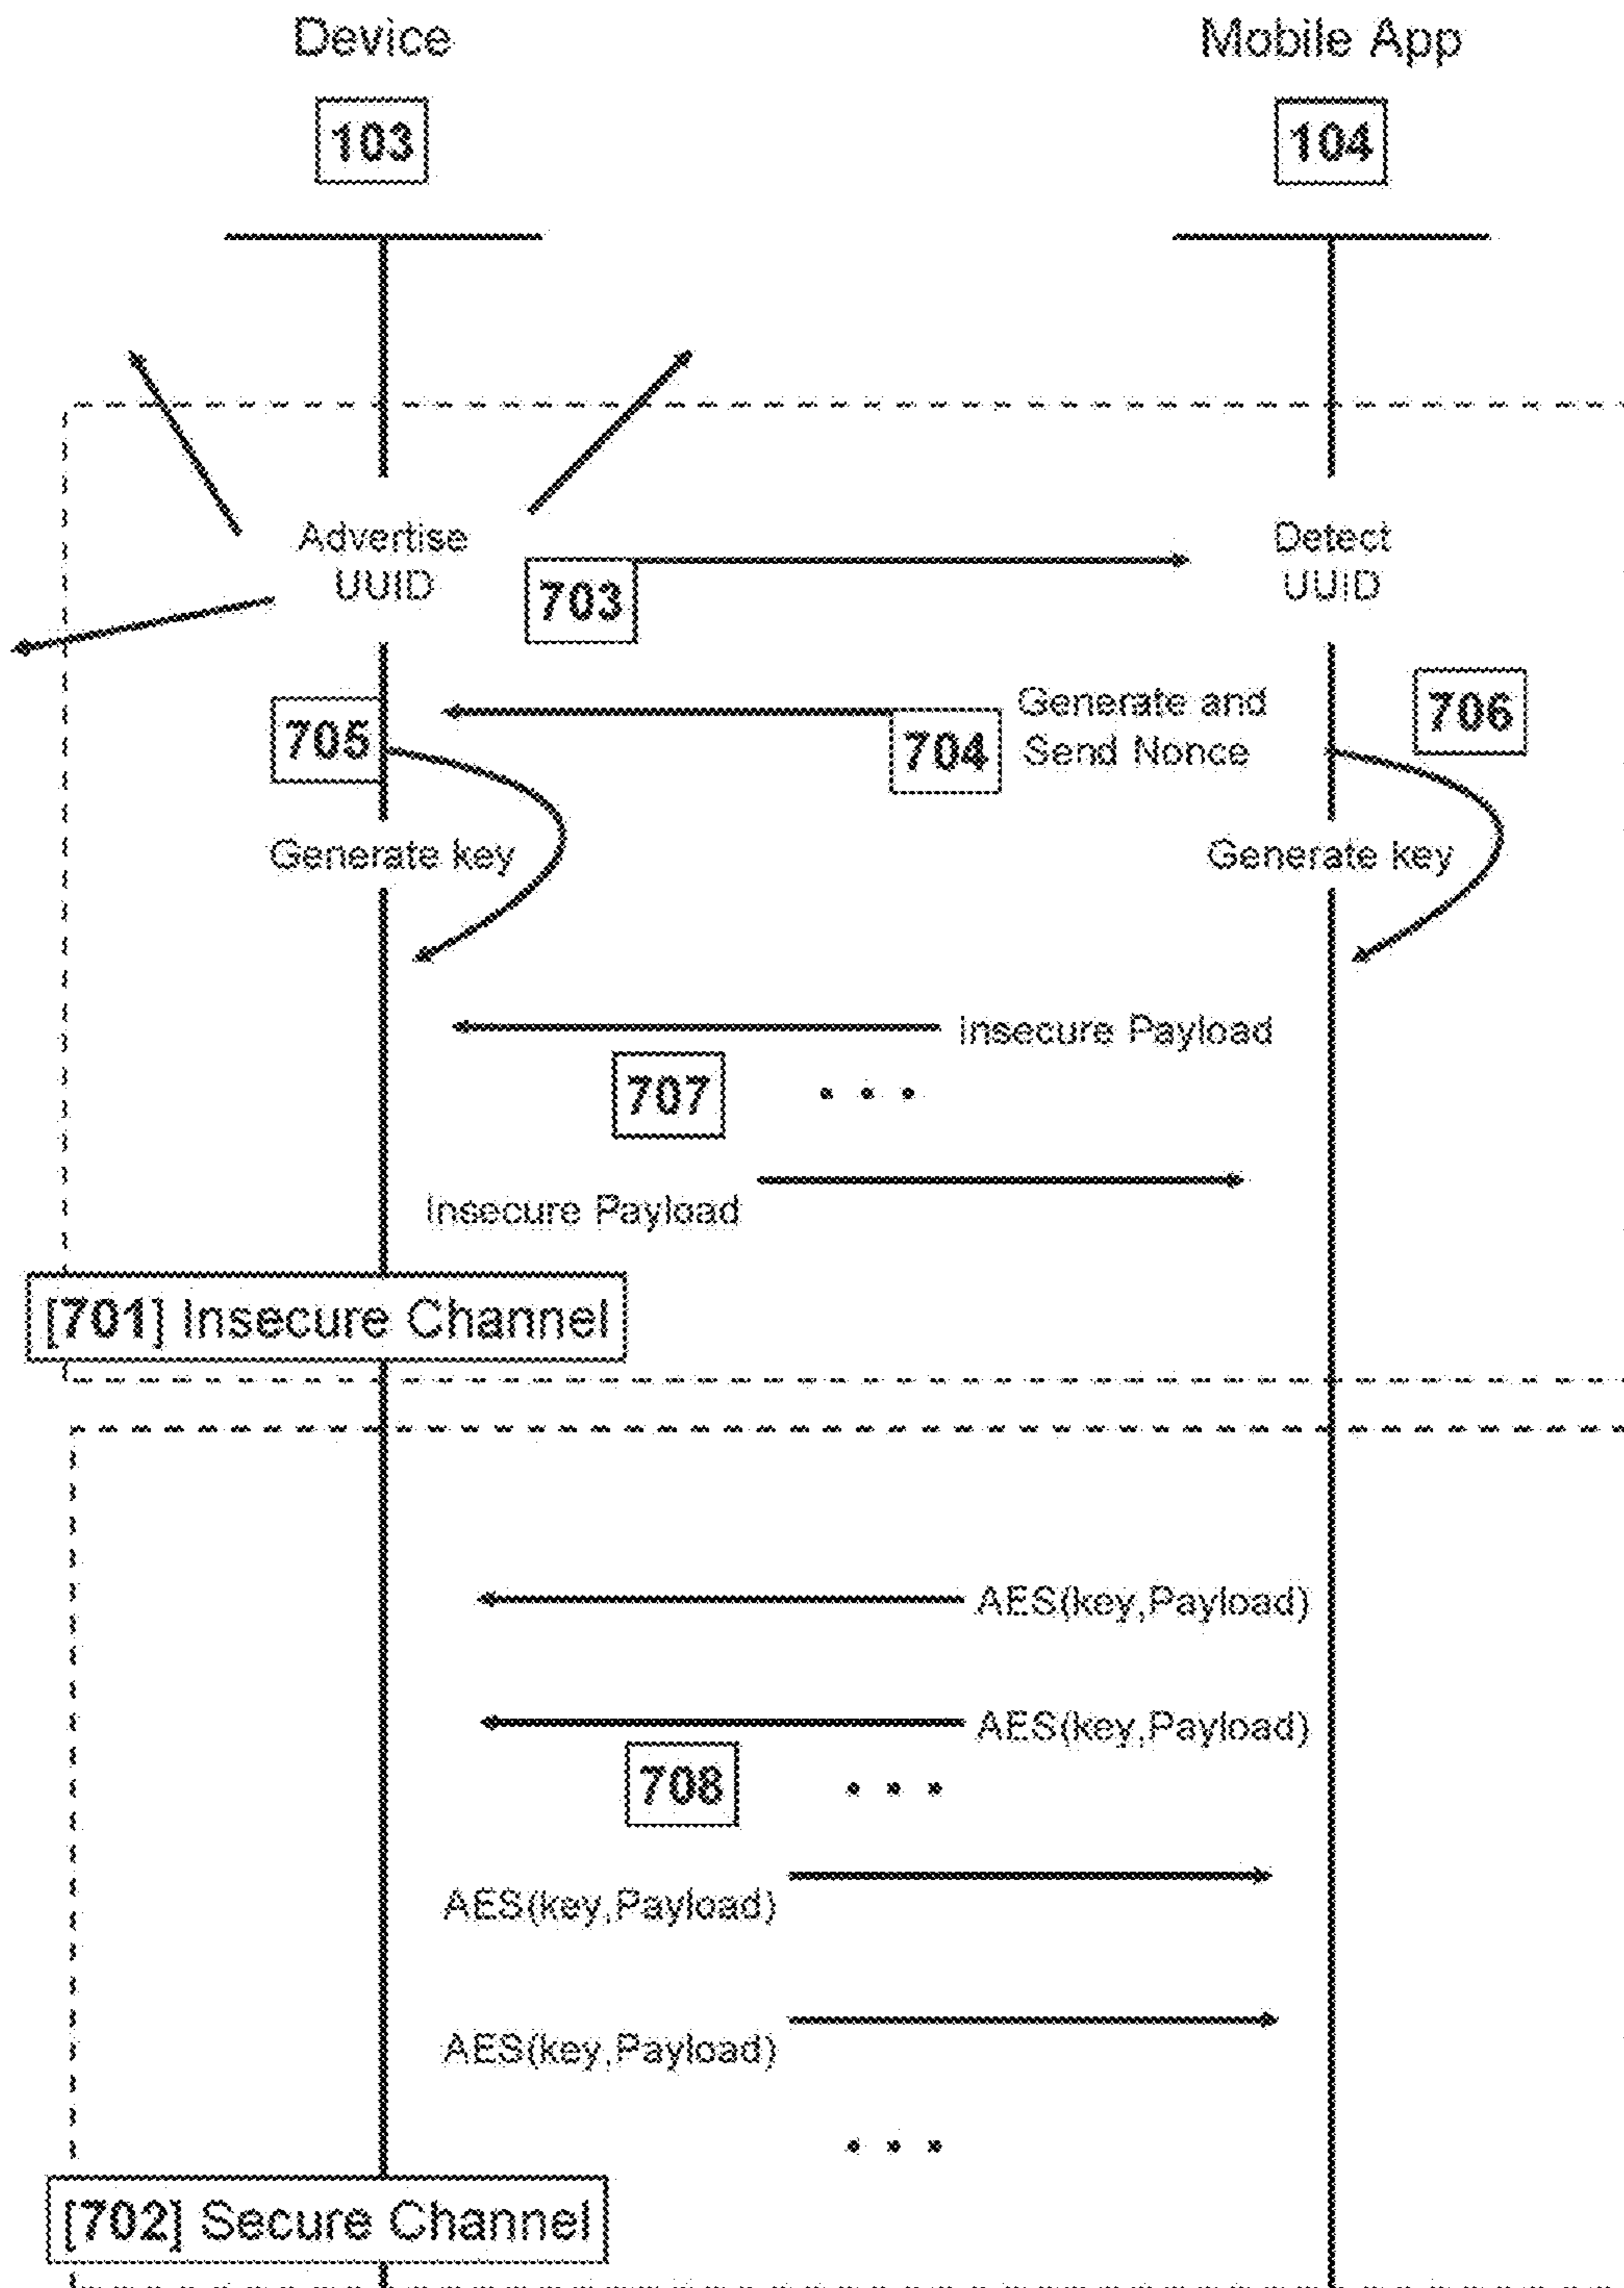 Device
Mobile App
103
104
Advertise
UUID
703
Detect
UUID
705
704
Generate and
Send Nonce
706
Generate key
Generate key
Insecure Payload
707
. . .
Insecure Payload
[701] Insecure Channel
AES(key,Payload)
AES(key,Payload)
708
. . .
AES(key,Payload)
AES(key,Payload)
. . .
[702] Secure Channel